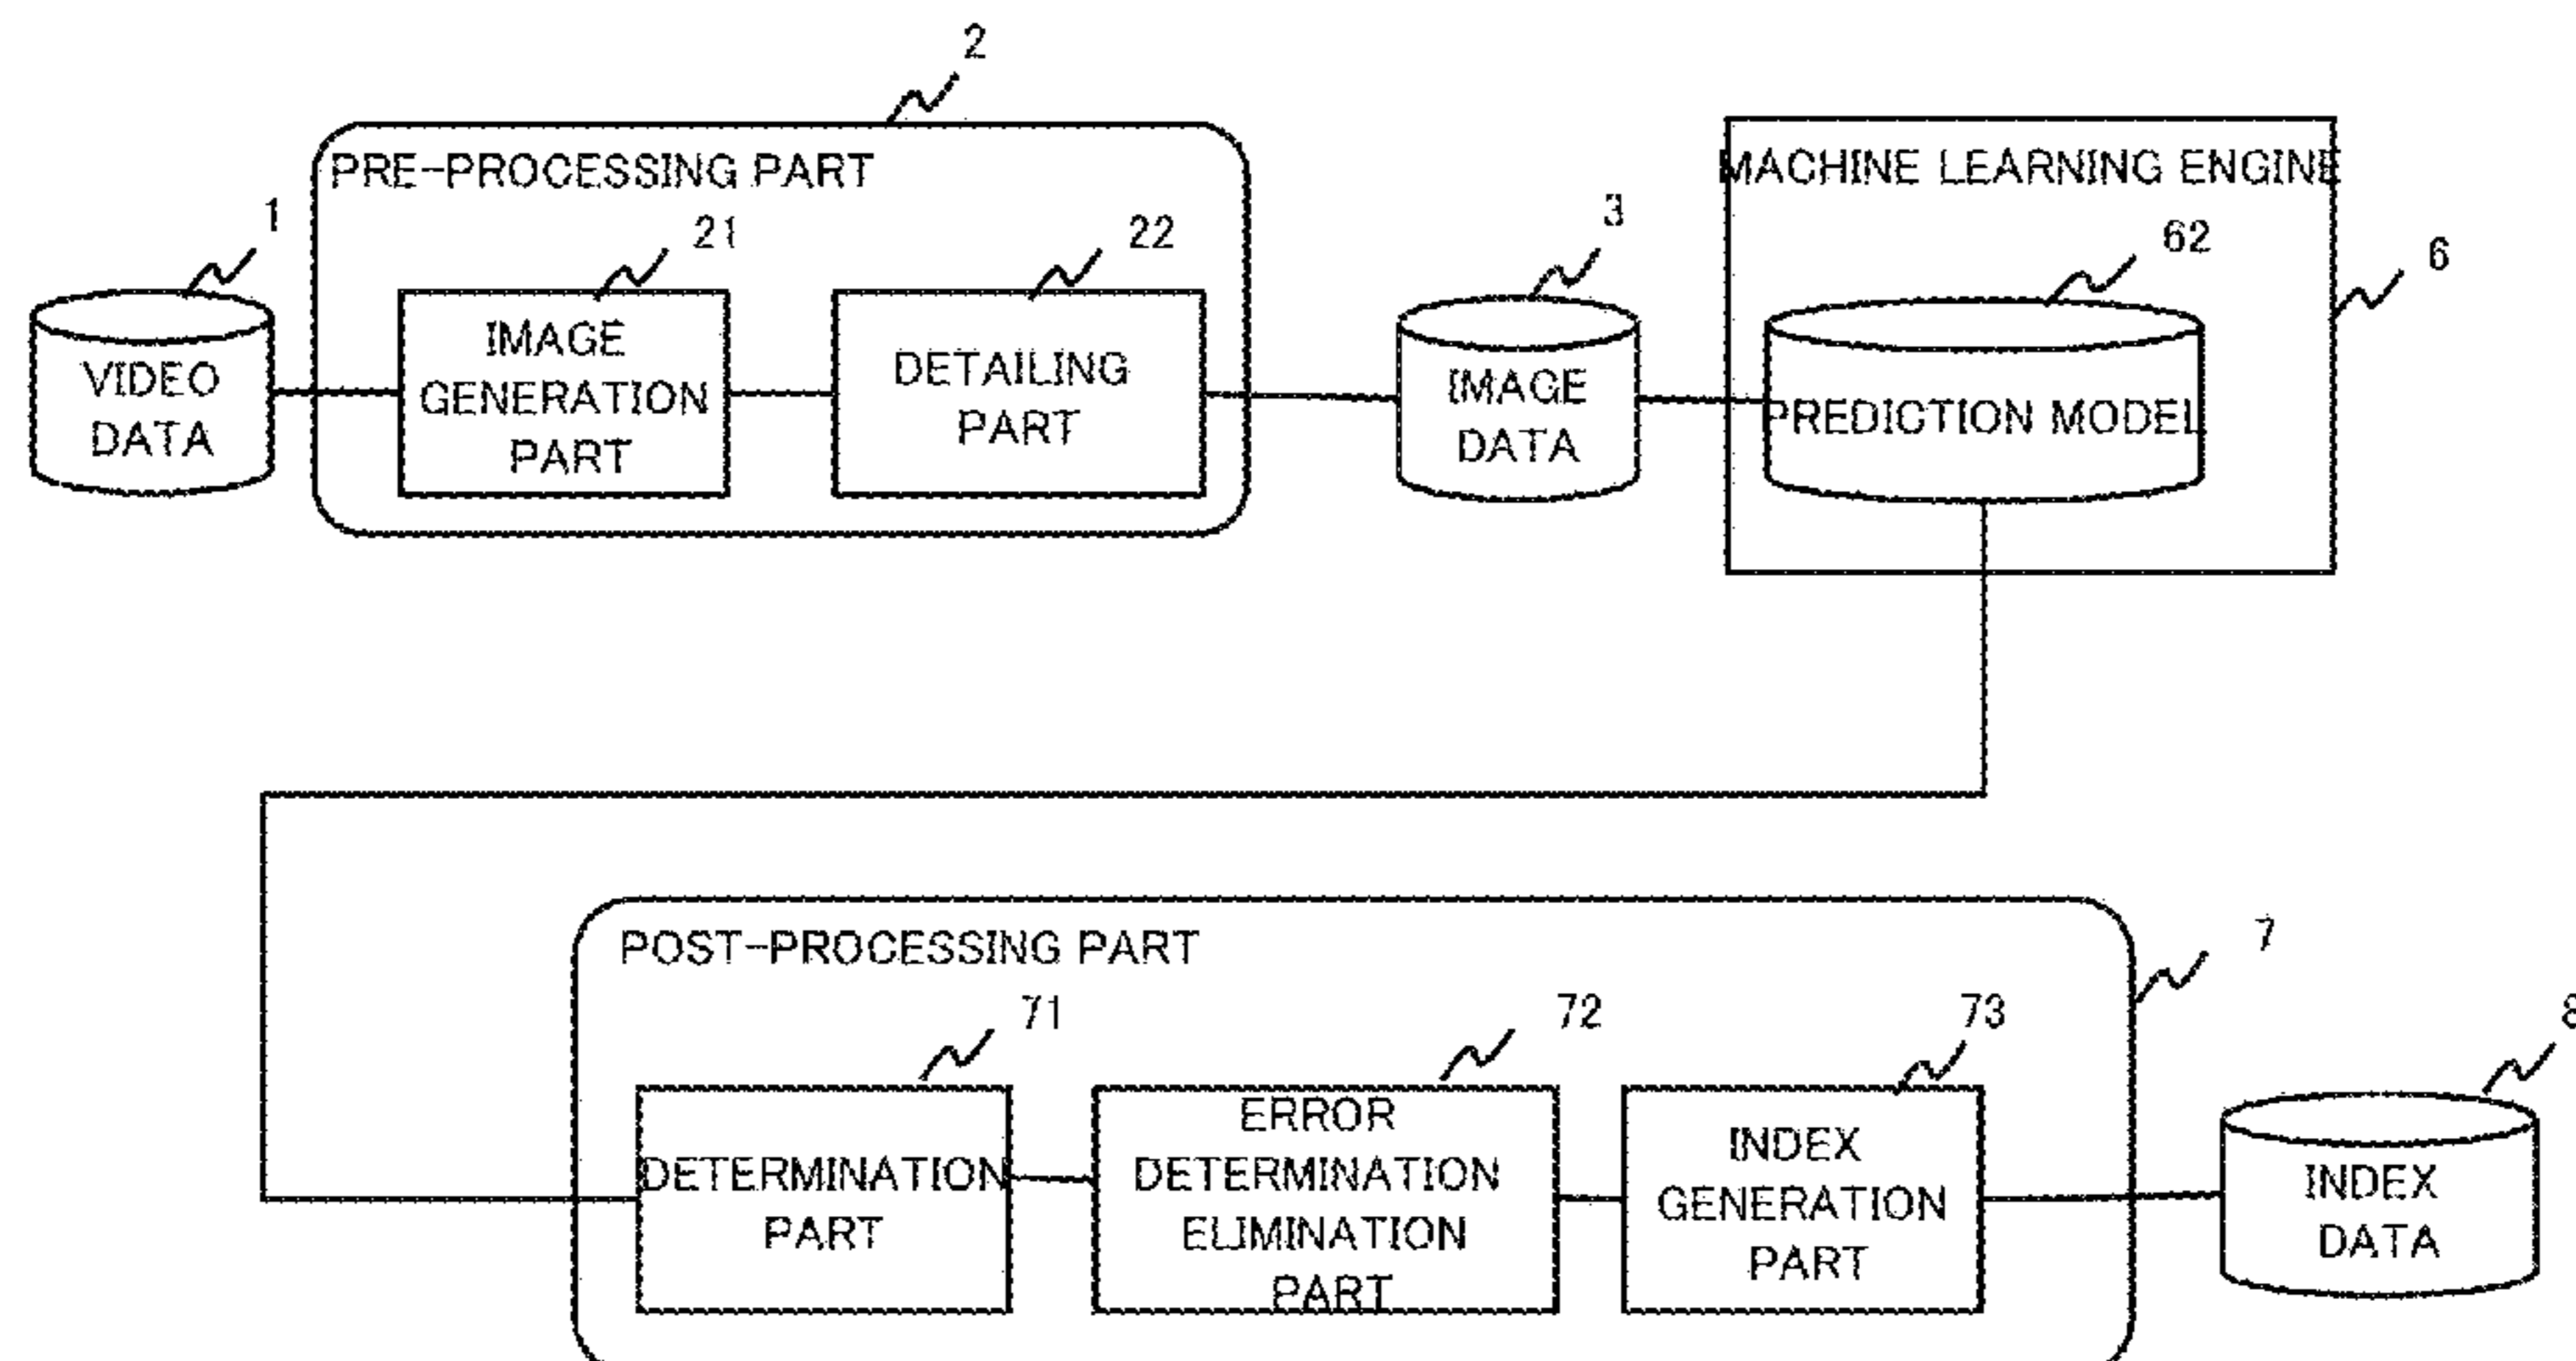 2
PRE-PROCESSING PART
MACHINE LEARNING ENGINE
1
21
22
3
62
6
VIDEO
DATA
IMAGE
GENERATION
PART
DETAILING
PART
IMAGE
DATA
PREDICTION MODEL
POST-PROCESSING PART
7
71
72
73
8
DETERMINATION
PART
ERROR
DETERMINATION
ELIMINATION
PART
INDEX
GENERATION
PART
INDEX
DATA